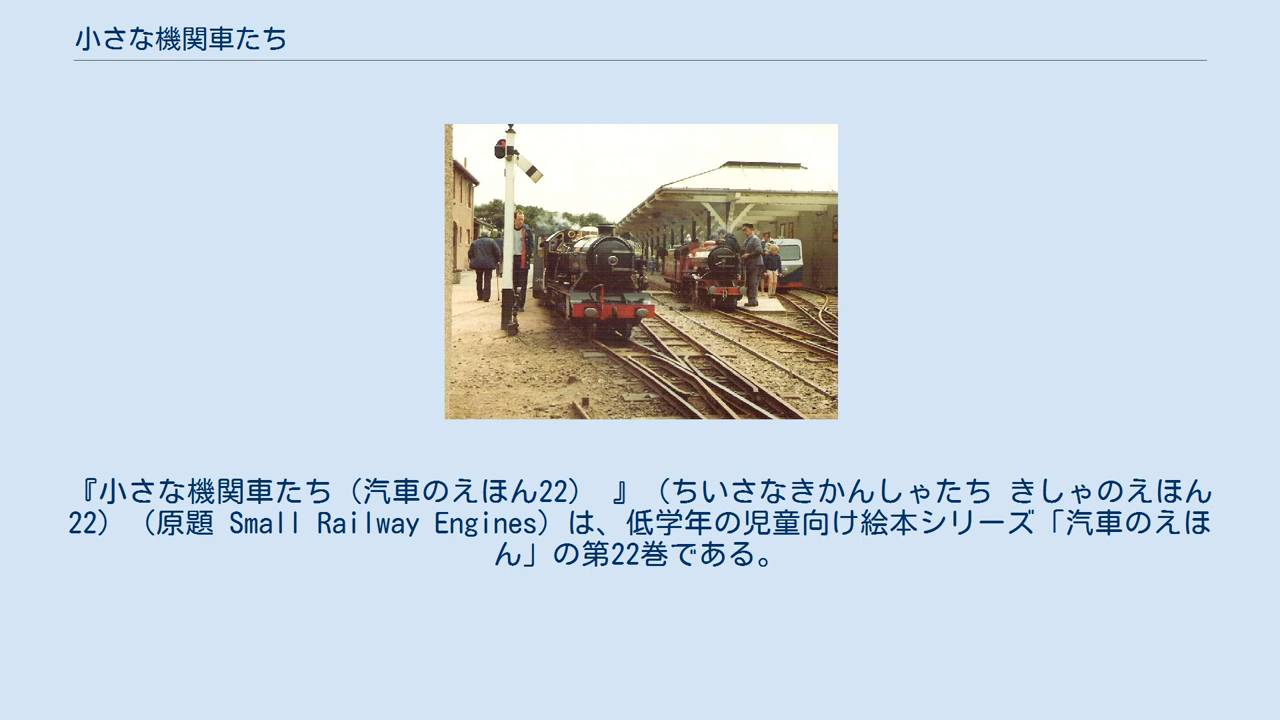 小さな機関車たち
『小さな機関車たち（汽車のえほん22） 』（ちいさなきかんしゃたち きしゃのえほん
22）（原題 Small Railway Engines）は、低学年の児童向け絵本シリーズ「汽車のえほ
ん」の第22巻である。